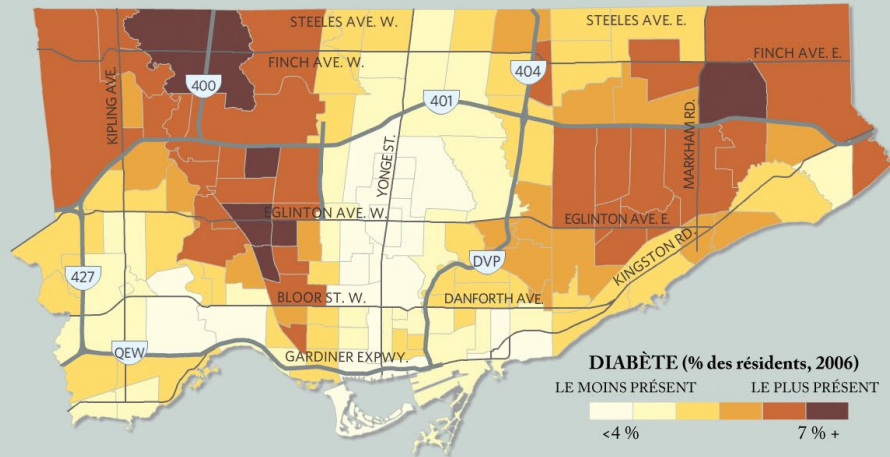 STEELES AVE. W.
STEELES AVE. E.
FINCH AVE. W.
FINCH AVE. E.
KIPLING AVE.
400
401
404
YONGE ST.
MARKHAM RD.
EGLINTON AVE. W.
EGLINTON AVE. E.
427
DVP
KINGSTON RD.
BLOOR ST. W.
DANFORTH AVE.
QEW
GARDINER EXPWY.
DIABÈTE (% des résidents, 2006)
LE MOINS PRÉSENT
LE PLUS PRÉSENT
<4 %
7 % +